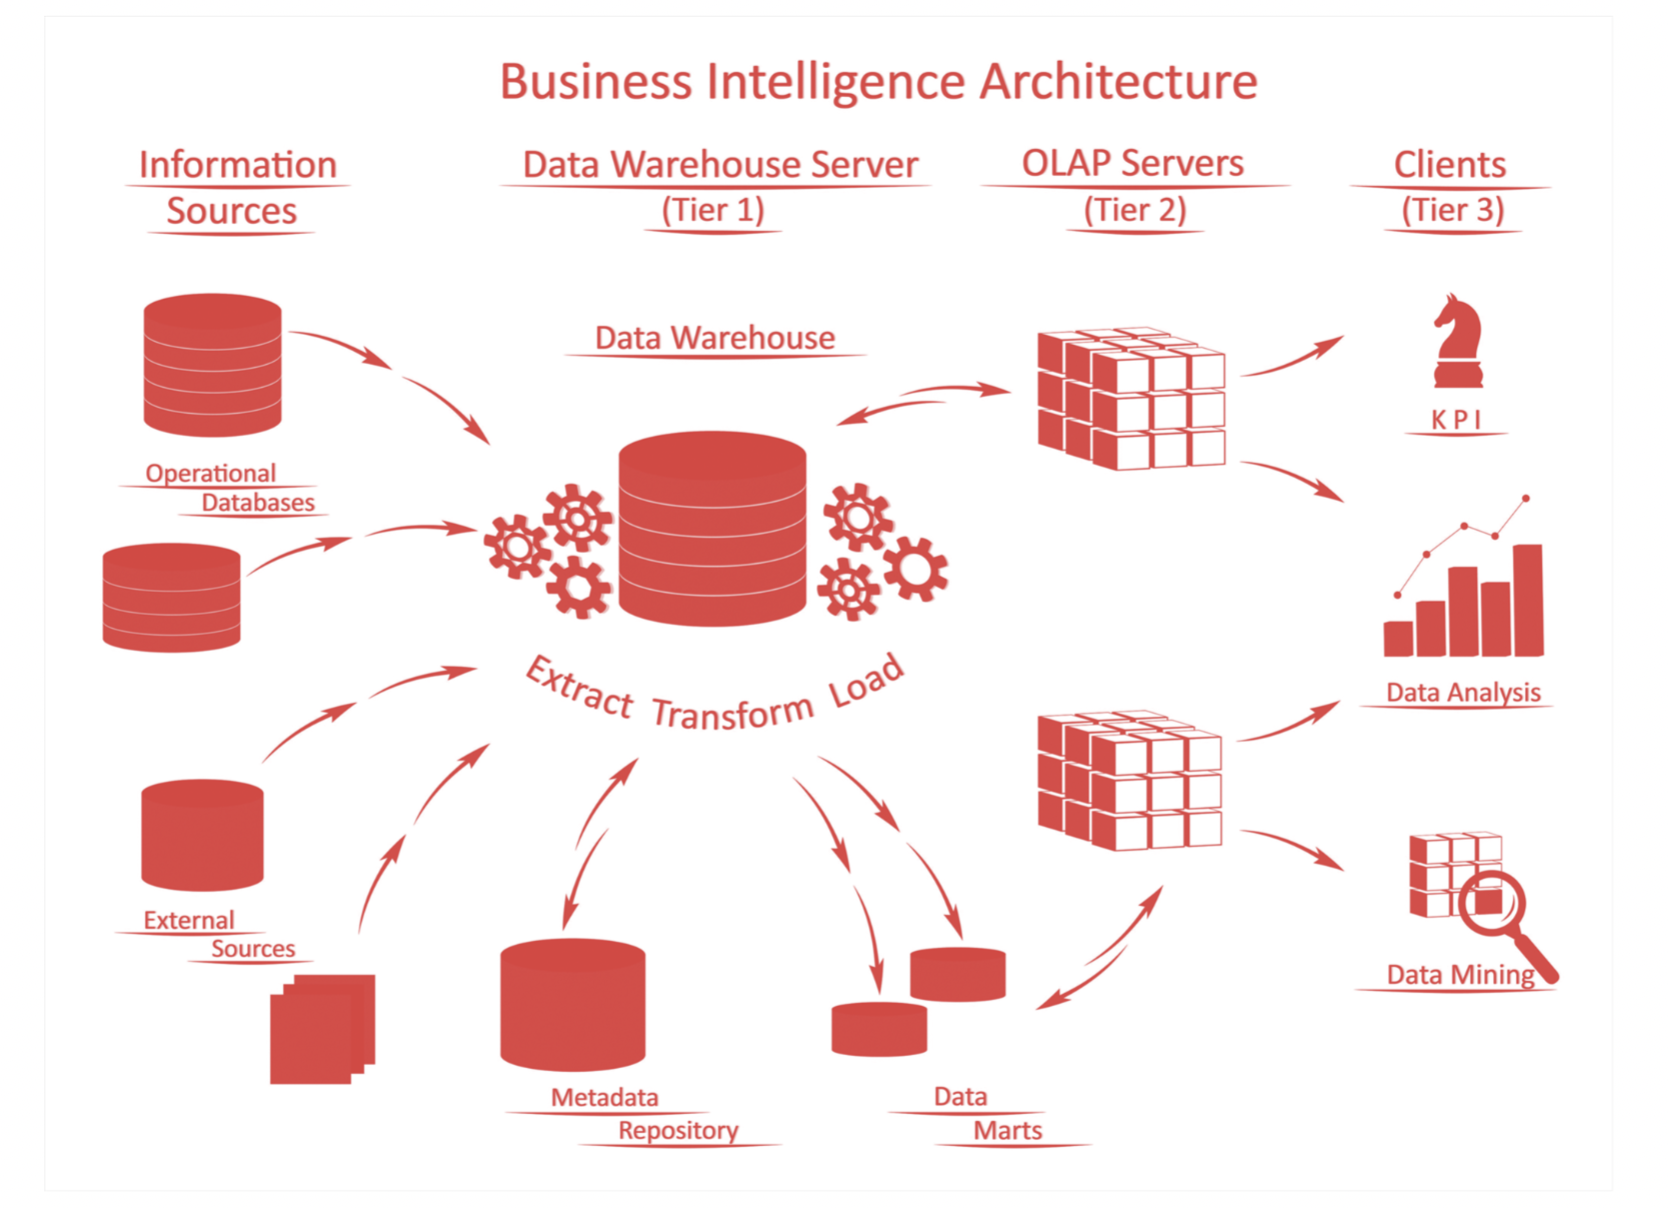 Business Intelligence Architecture
Information
Sources
Data Warehouse Server
(Tier 1)
OLAP Servers
(Tier 2)
Clients
(Tier 3)
Operational
Databases
External
Sources
Data Warehouse
Extract Transform Load
Metadata
Repository
Data
Marts
K P I
Data Analysis
Data Mining